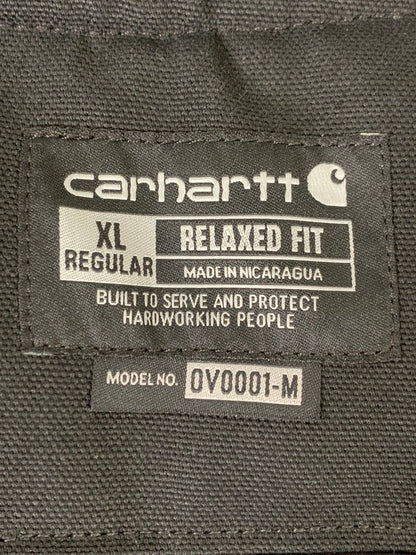 carhartt
XL
REGULAR
RELAXED FIT
MADE IN NICARAGUA
BUILT TO SERVE AND PROTECT
HARDWORKING PEOPLE
MODEL NO. OV0001-M